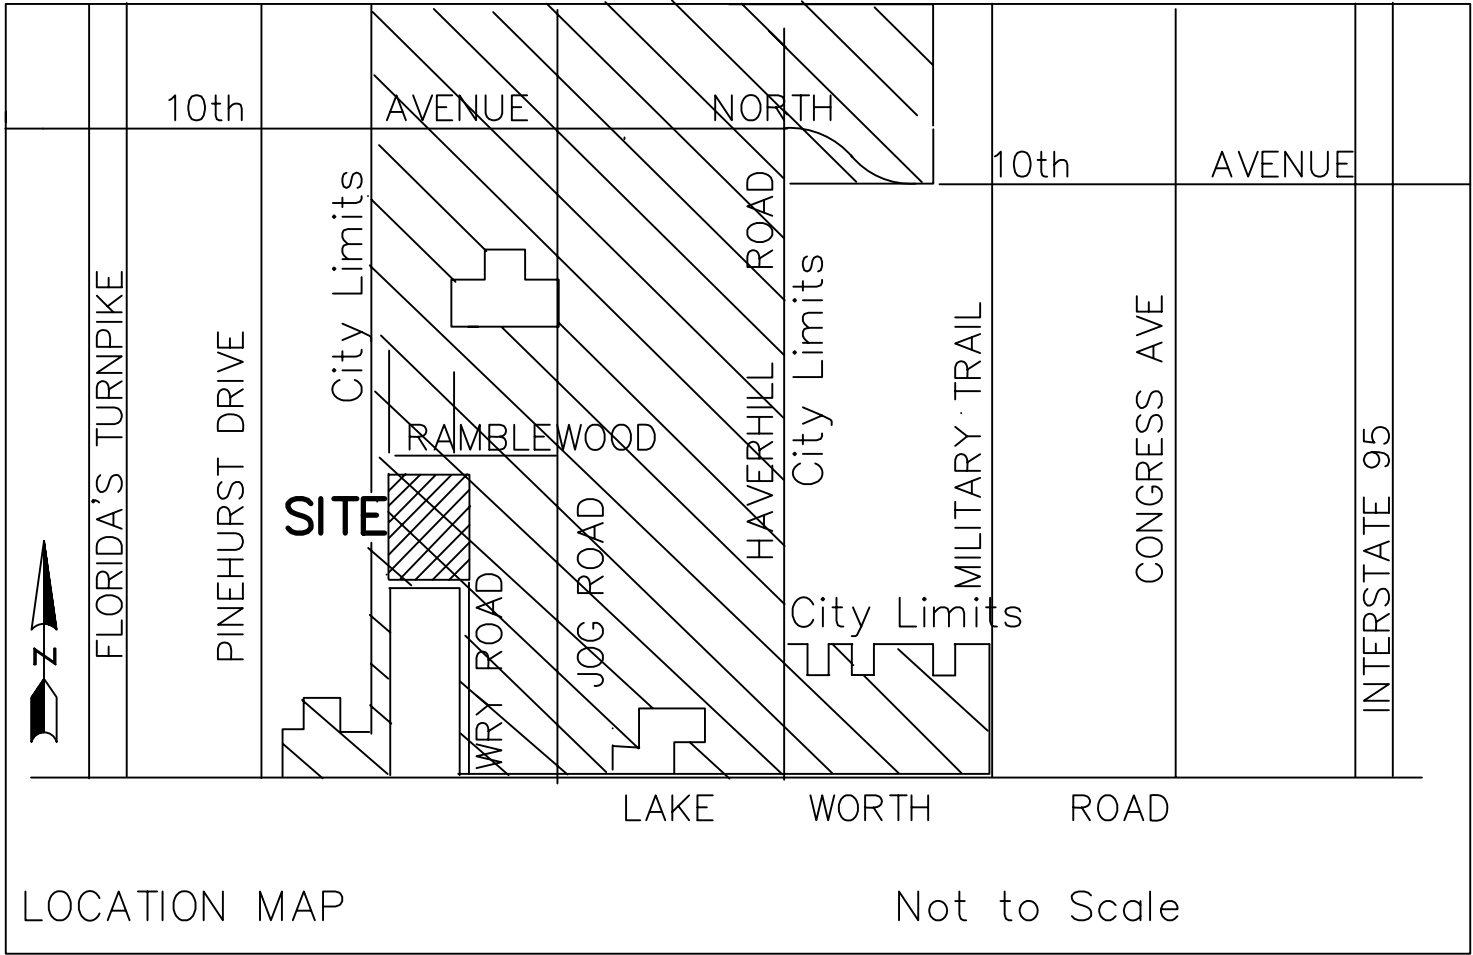 10th AVENUE NORTH
10th AVENUE
City Limits
FLORIDA'S TURNPIKE
PINEHURST DRIVE
HAVERHILL ROAD
City Limits
MILITARY TRAIL
CONGRESS AVE
INTERSTATE 95
RAMBLEWOOD
SITE
WRY ROAD
JOG ROAD
City Limits
N
LAKE WORTH ROAD
LOCATION MAP
Not to Scale